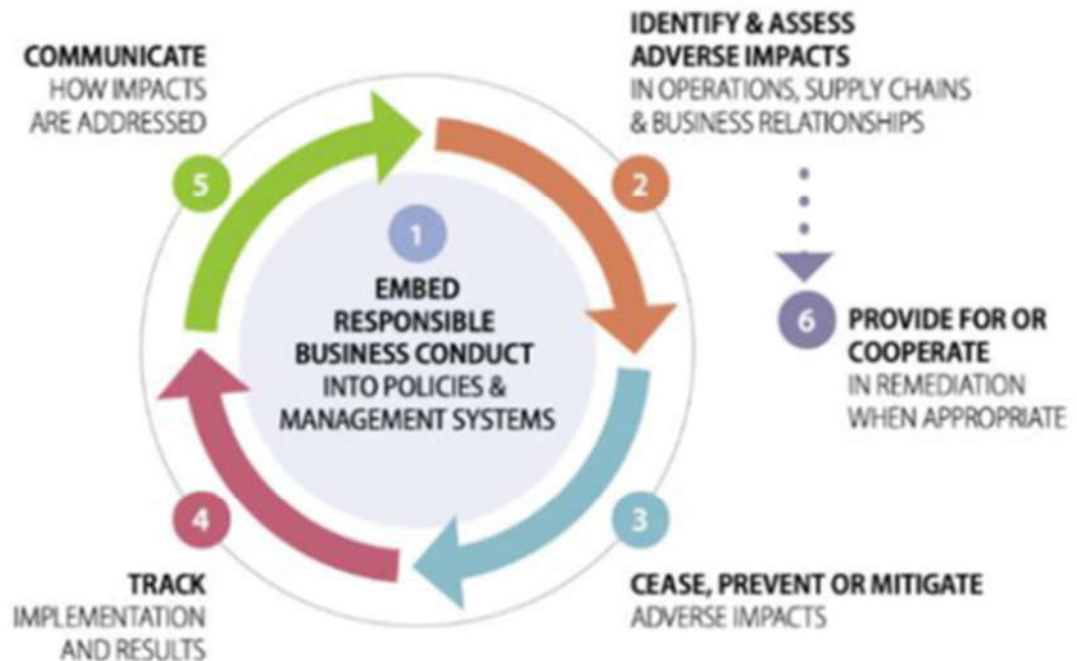 1
EMBED
RESPONSIBLE
BUSINESS CONDUCT
INTO POLICIES &
MANAGEMENT SYSTEMS
IDENTIFY & ASSESS
ADVERSE IMPACTS
IN OPERATIONS, SUPPLY CHAINS
& BUSINESS RELATIONSHIPS
2
CEASE, PREVENT OR MITIGATE
ADVERSE IMPACTS
3
TRACK
IMPLEMENTATION
AND RESULTS
4
COMMUNICATE
HOW IMPACTS
ARE ADDRESSED
5
6
PROVIDE FOR OR
COOPERATE
IN REMEDIATION
WHEN APPROPRIATE